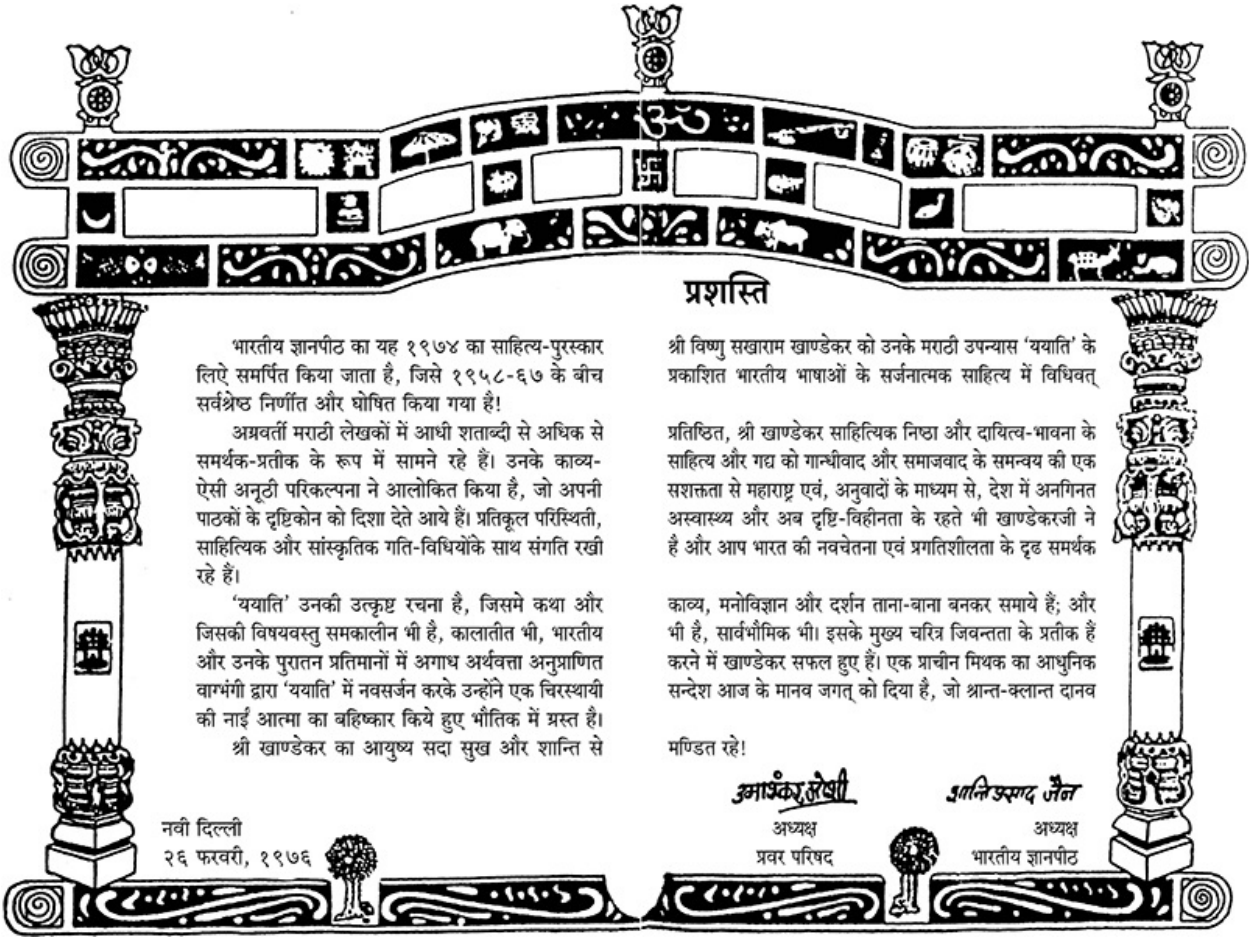 ॐ
प्रशस्ति
भारतीय ज्ञानपीठ का यह १९७४ का साहित्य-पुरस्कार श्री विष्णु सखाराम खाण्डेकर को उनके मराठी उपन्यास ‘ययाति’ के
लिऐ समर्पित किया जाता है, जिसे १९५८-६७ के बीच प्रकाशित भारतीय भाषाओं के सर्जनात्मक साहित्य में विधिवत्
सर्वश्रेष्ठ निर्णीत और घोषित किया गया है!
अग्रवर्ती मराठी लेखकों में आधी शताब्दी से अधिक से प्रतिष्ठित, श्री खाण्डेकर साहित्यिक निष्ठा और दायित्व-भावना के
समर्थक-प्रतीक के रूप में सामने रहे हैं। उनके काव्य- साहित्य और गद्य को गान्धीवाद और समाजवाद के समन्वय की एक
ऐसी अनूठी परिकल्पना ने आलोकित किया है, जो अपनी सशक्तता से महाराष्ट्र एवं, अनुवादों के माध्यम से, देश में अनगिनत
पाठकों के दृष्टिकोन को दिशा देते आये हैं। प्रतिकूल परिस्थिती, अस्वास्थ्य और अब दृष्टि-विहीनता के रहते भी खाण्डेकरजी ने
साहित्यिक और सांस्कृतिक गति-विधियोंके साथ संगति रखी है और आप भारत की नवचेतना एवं प्रगतिशीलता के दृढ समर्थक
रहे हैं।
‘ययाति’ उनकी उत्कृष्ट रचना है, जिसमे कथा और काव्य, मनोविज्ञान और दर्शन ताना-बाना बनकर समाये हैं; और
जिसकी विषयवस्तु समकालीन भी है, कालातीत भी, भारतीय भी है, सार्वभौमिक भी। इसके मुख्य चरित्र जिवन्तता के प्रतीक हैं
और उनके पुरातन प्रतिमानों में अगाध अर्थवत्ता अनुप्राणित करने में खाण्डेकर सफल हुए हैं। एक प्राचीन मिथक का आधुनिक
वाग्भंगी द्वारा ‘ययाति’ में नवसर्जन करके उन्होंने एक चिरस्थायी सन्देश आज के मानव जगत् को दिया है, जो श्रान्त-क्लान्त दानव
की नाईं आत्मा का बहिष्कार किये हुए भौतिक में ग्रस्त है।
श्री खाण्डेकर का आयुष्य सदा सुख और शान्ति से मण्डित रहे!
उमाशंकर जोशी
शान्तिप्रसाद जैन
नवी दिल्ली
अध्यक्ष
अध्यक्ष
२६ फरवरी, १९७६
प्रवर परिषद
भारतीय ज्ञानपीठ